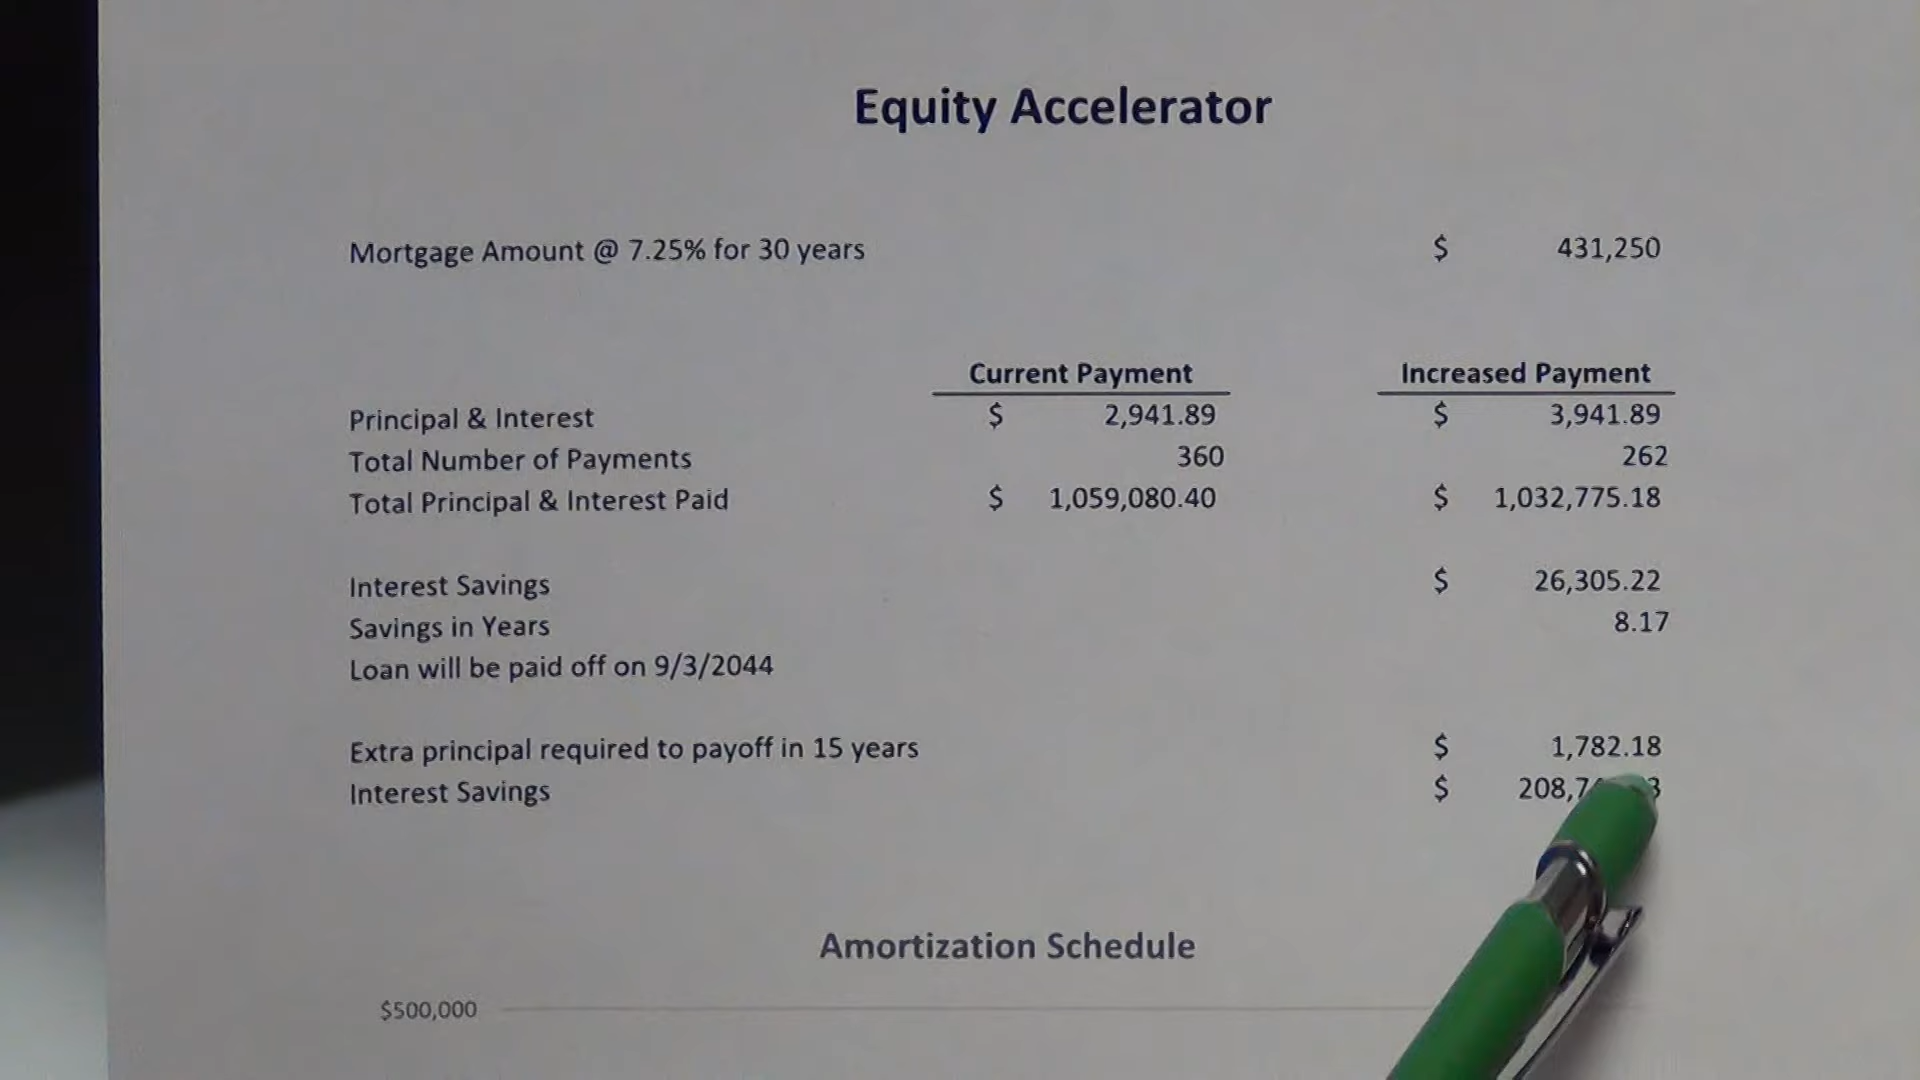 Equity Accelerator
Mortgage Amount @ 7.25% for 30 years $ 431,250
Current Payment Increased Payment
Principal & Interest $ 2,941.89 $ 3,941.89
Total Number of Payments 360 262
Total Principal & Interest Paid $ 1,059,080.40 $ 1,032,775.18
Interest Savings $ 26,305.22
Savings in Years 8.17
Loan will be paid off on 9/3/2044
Extra principal required to payoff in 15 years $ 1,782.18
Interest Savings $
Amortization Schedule
$500,000